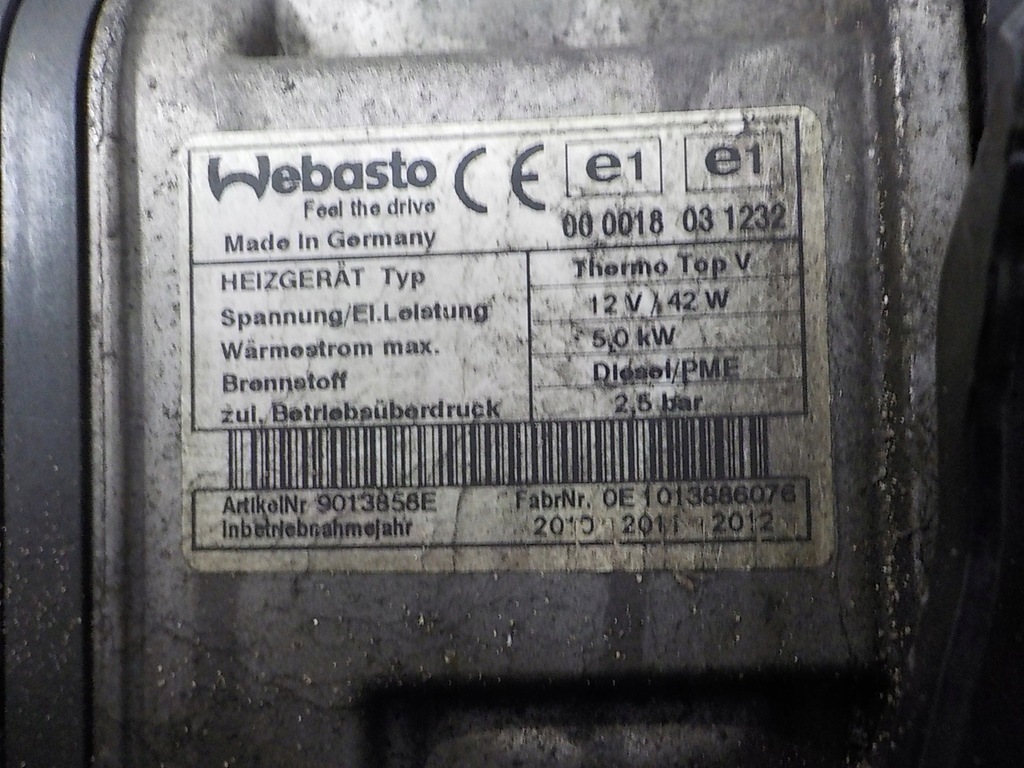 Webasto CE e1 e1
Feel the drive
00 0018 03 1232
Made in Germany
HEIZGERÄT Typ Thermo Top V
Spannung/El.Leistung 12 V / 42 W
Wärmestrom max. 5,0 kW
Brennstoff Diesel/PME
zul. Betriebsüberdruck 2,5 bar
ArtikelNr 9013858E FabrNr. 0E 1013886076
Inbetriebnahmejahr 2010 2011 2012